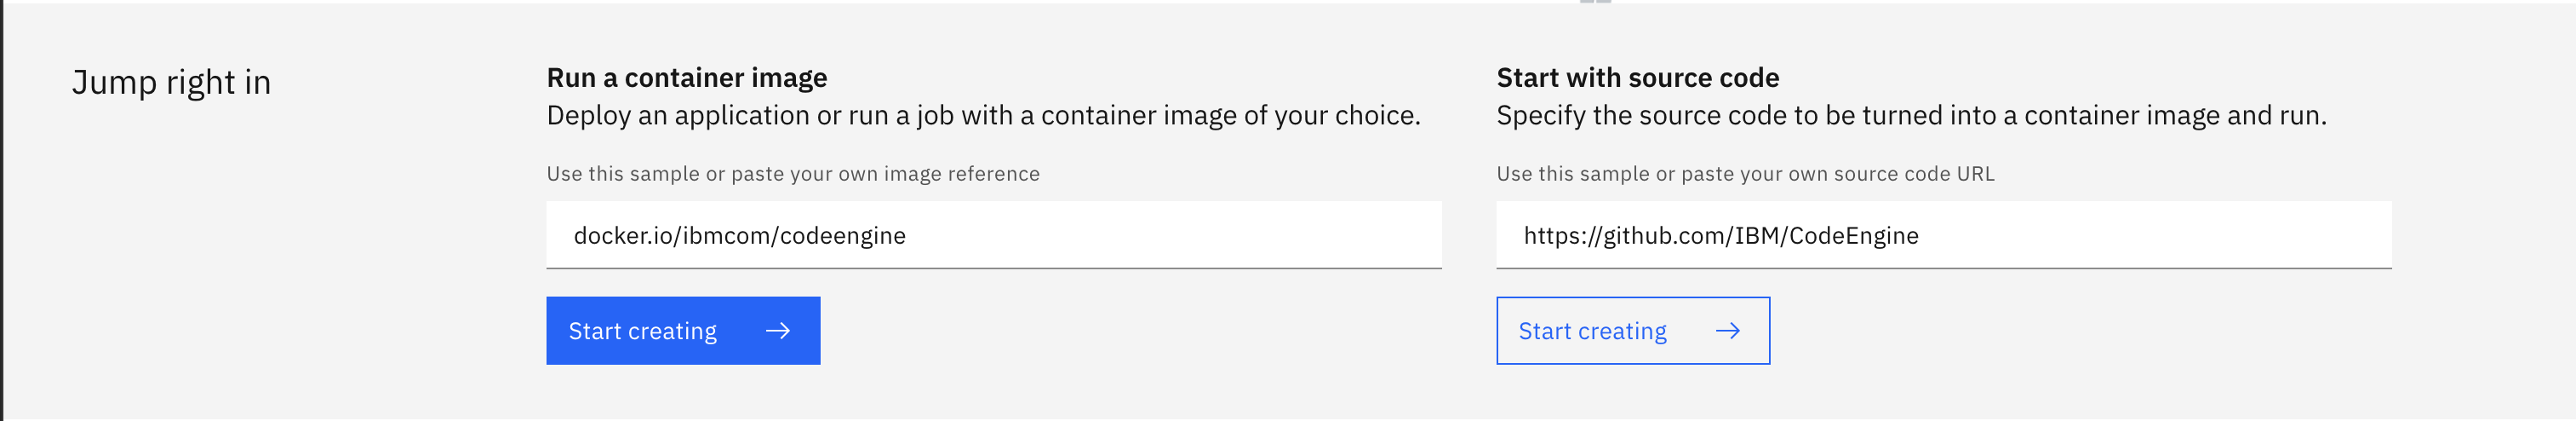 Jump right in
Run a container image
Deploy an application or run a job with a container image of your choice.
Use this sample or paste your own image reference
docker.io/ibmcom/codeengine
Start creating
Start with source code
Specify the source code to be turned into a container image and run.
Use this sample or paste your own source code URL
https://github.com/IBM/CodeEngine
Start creating